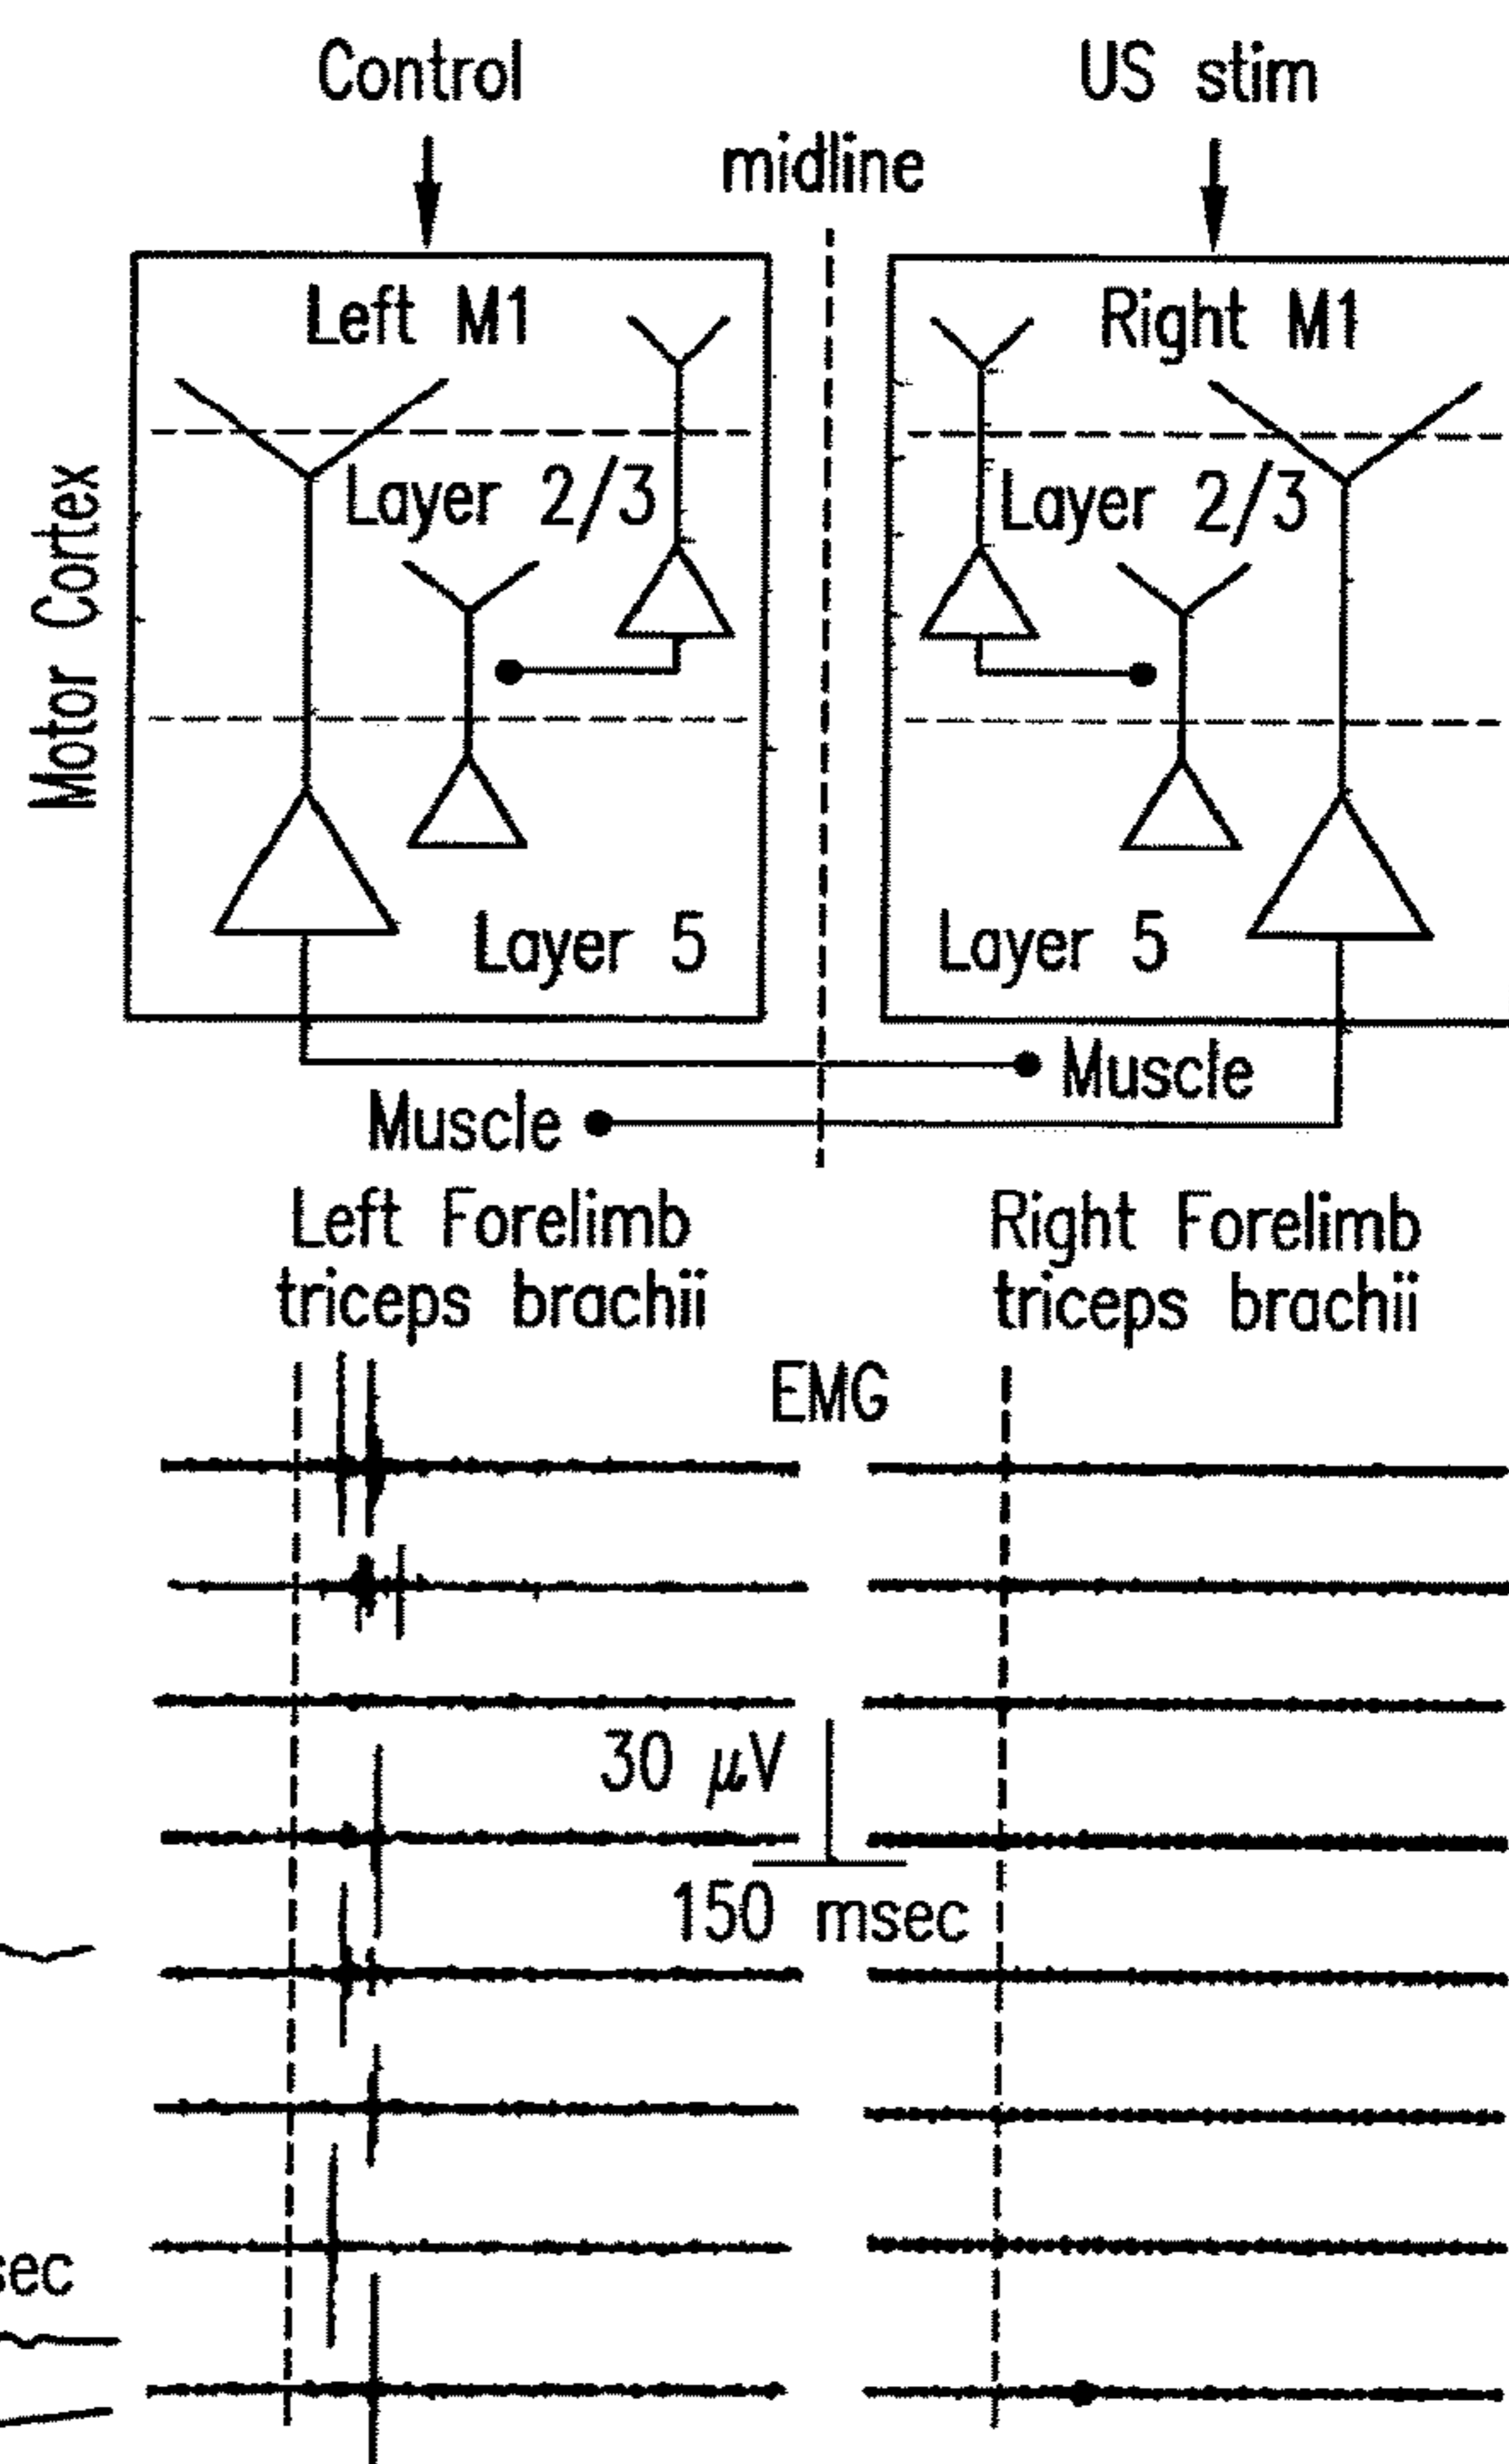 Control
US stim
midline
Left M1
Right M1
Motor Cortex
Layer 2/3
Layer 2/3
Layer 5
Layer 5
Muscle
Muscle
Left Forelimb
triceps brachii
Right Forelimb
triceps brachii
EMG
30 μV
150 msec